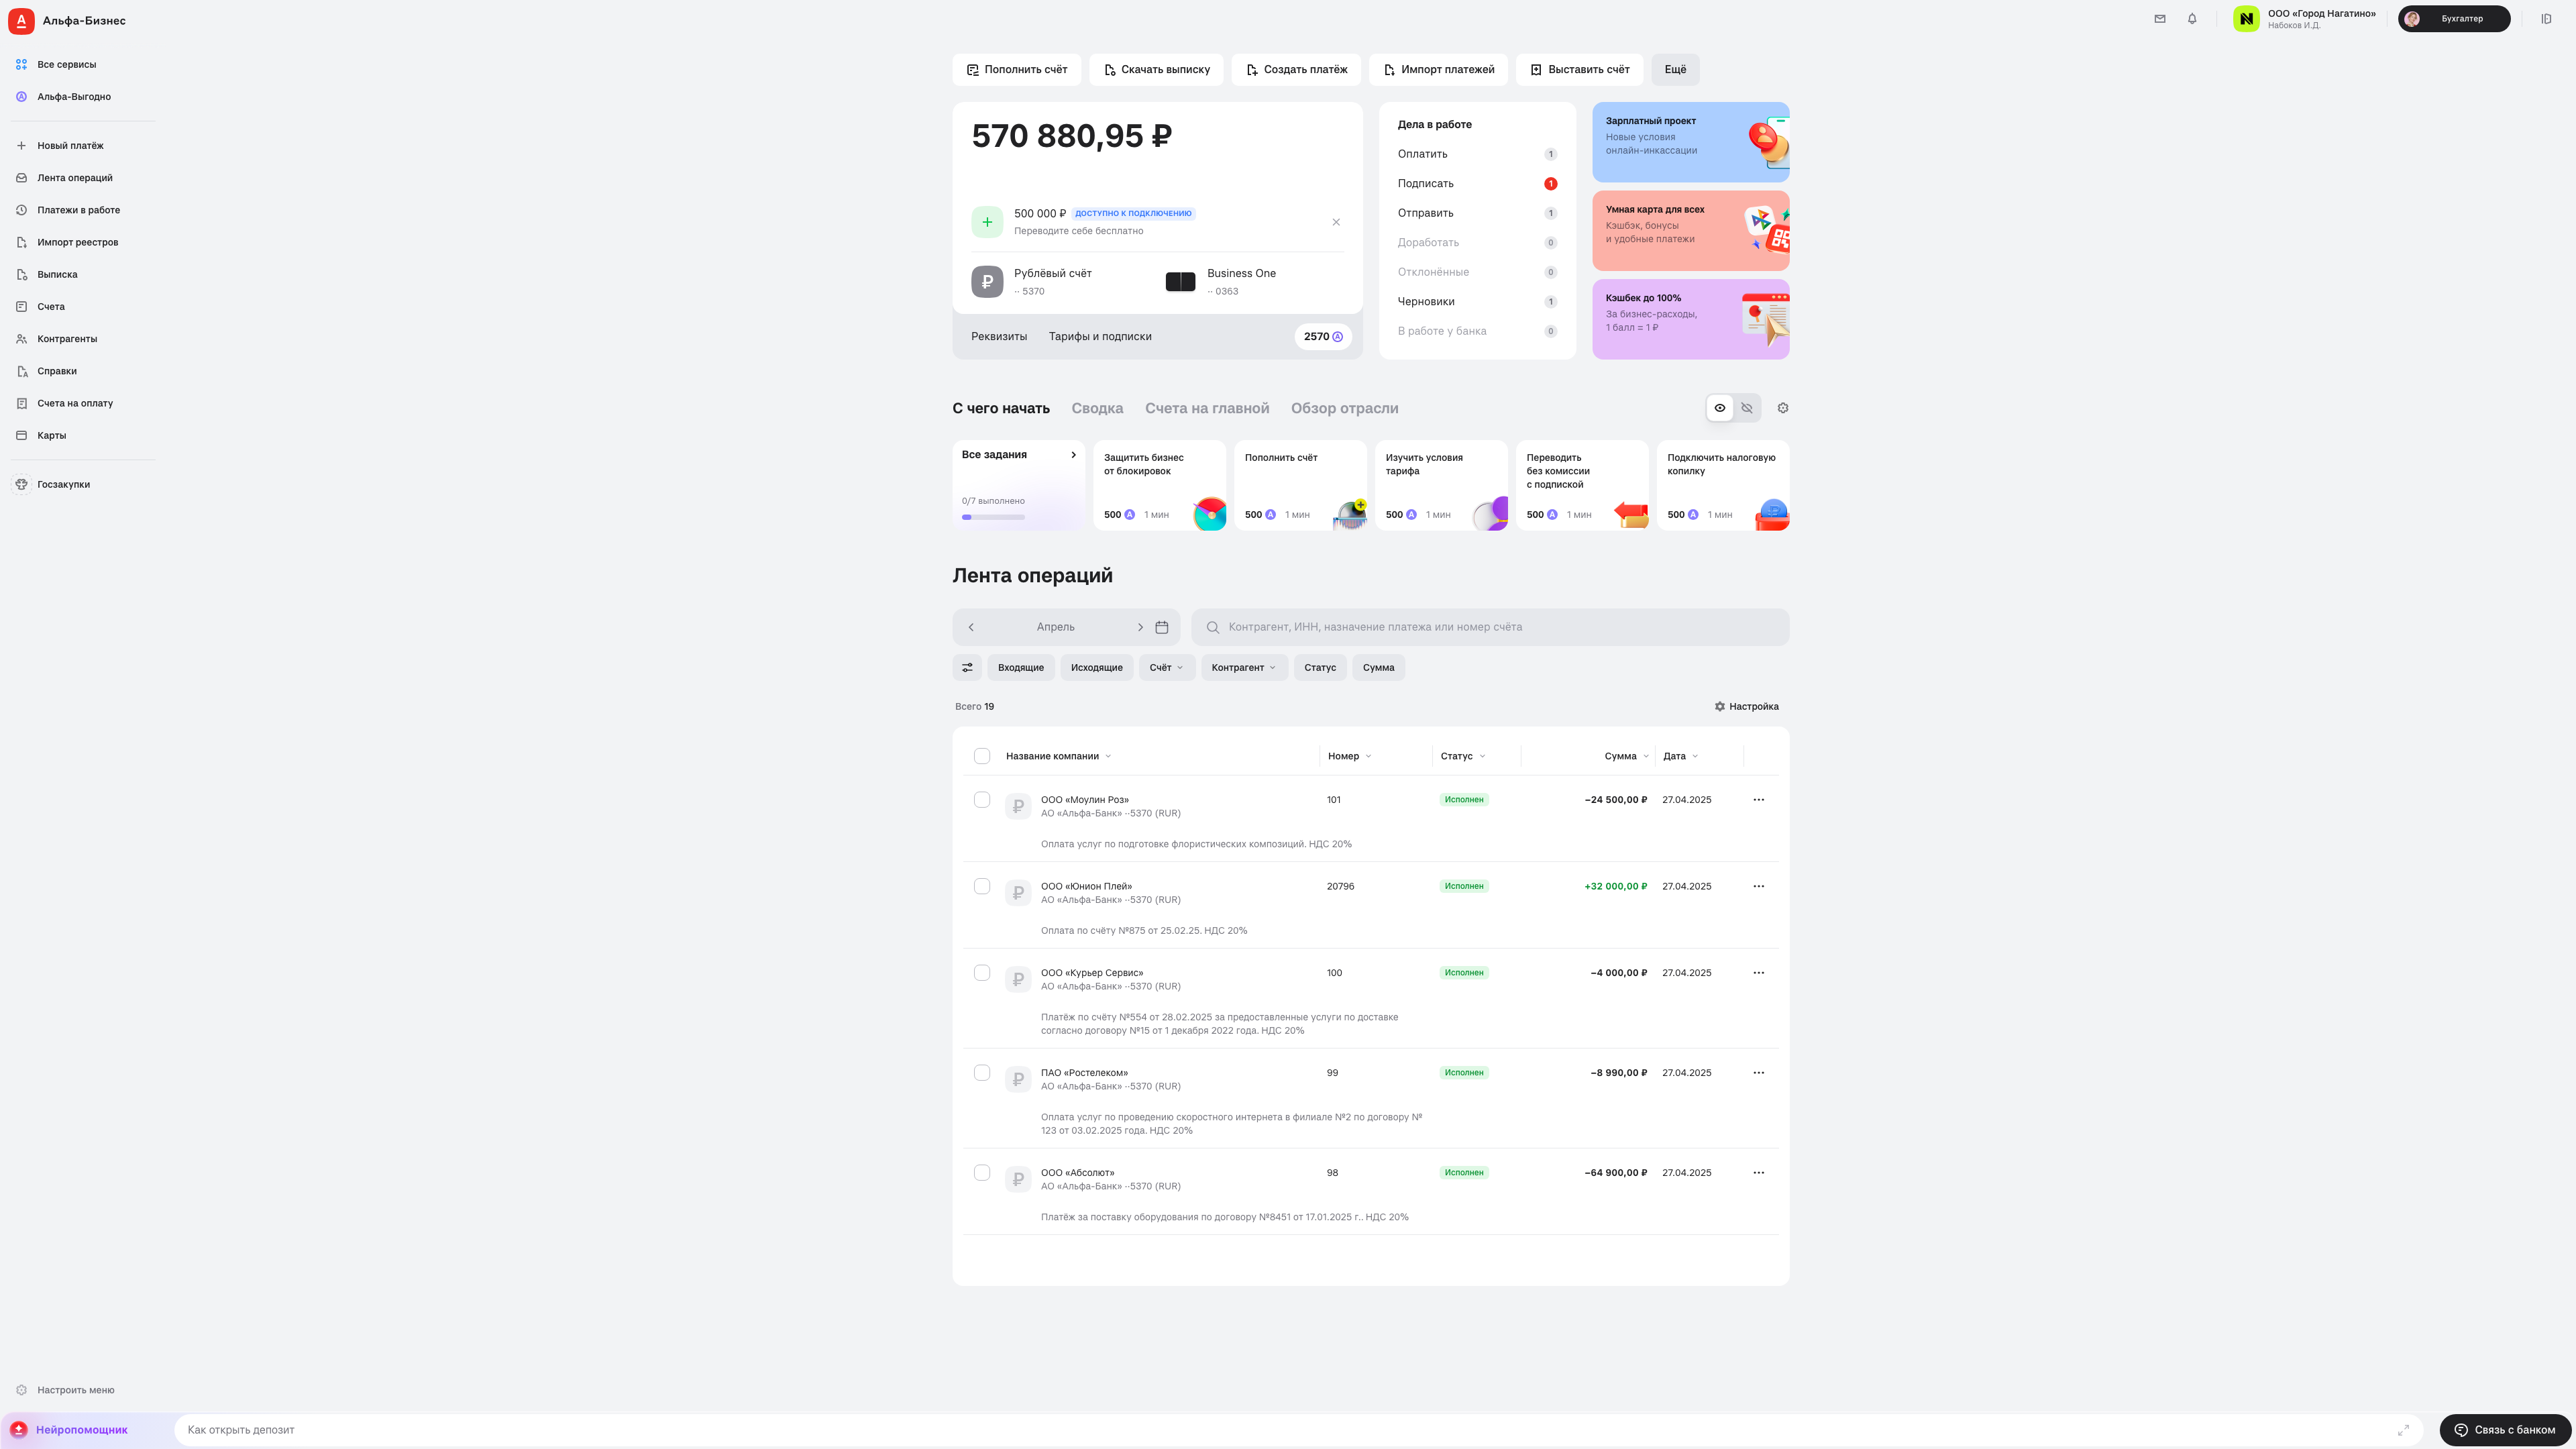 Альфа-Бизнес
ООО «Город Нагатино»
Набоков И.Д.
Бухгалтер
Все сервисы
Альфа-Выгодно
Новый платёж
Лента операций
Платежи в работе
Импорт реестров
Выписка
Счета
Контрагенты
Справки
Счета на оплату
Карты
Госзакупки
Пополнить счёт
Скачать выписку
Создать платёж
Импорт платежей
Выставить счёт
Ещё
570 880,95 ₽
500 000 ₽ ДОСТУПНО К ПОДКЛЮЧЕНИЮ
Переводите себе бесплатно
Рублёвый счёт
·· 5370
Business One
·· 0363
Реквизиты
Тарифы и подписки
2570
Дела в работе
Оплатить 1
Подписать 1
Отправить 1
Доработать 0
Отклонённые 0
Черновики 1
В работе у банка 0
Зарплатный проект
Новые условия
онлайн-инкассации
Умная карта для всех
Кэшбэк, бонусы
и удобные платежи
Кэшбек до 100%
За бизнес-расходы,
1 балл = 1 ₽
С чего начать
Сводка
Счета на главной
Обзор отрасли
Все задания
0/7 выполнено
Защитить бизнес
от блокировок
500 1 мин
Пополнить счёт
500 1 мин
Изучить условия
тарифа
500 1 мин
Переводить
без комиссии
с подпиской
500 1 мин
Подключить налоговую
копилку
500 1 мин
Лента операций
Апрель
Контрагент, ИНН, назначение платежа или номер счёта
Входящие
Исходящие
Счёт
Контрагент
Статус
Сумма
Всего 19
Настройка
Название компании Номер Статус Сумма Дата
ООО «Моулин Роз» 101 Исполнен −24 500,00 ₽ 27.04.2025
АО «Альфа-Банк» ··5370 (RUR)
Оплата услуг по подготовке флористических композиций. НДС 20%
ООО «Юнион Плей» 20796 Исполнен +32 000,00 ₽ 27.04.2025
АО «Альфа-Банк» ··5370 (RUR)
Оплата по счёту №875 от 25.02.25. НДС 20%
ООО «Курьер Сервис» 100 Исполнен −4 000,00 ₽ 27.04.2025
АО «Альфа-Банк» ··5370 (RUR)
Платёж по счёту №554 от 28.02.2025 за предоставленные услуги по доставке
согласно договору №15 от 1 декабря 2022 года. НДС 20%
ПАО «Ростелеком» 99 Исполнен −8 990,00 ₽ 27.04.2025
АО «Альфа-Банк» ··5370 (RUR)
Оплата услуг по проведению скоростного интернета в филиале №2 по договору №
123 от 03.02.2025 года. НДС 20%
ООО «Абсолют» 98 Исполнен −64 900,00 ₽ 27.04.2025
АО «Альфа-Банк» ··5370 (RUR)
Платёж за поставку оборудования по договору №8451 от 17.01.2025 г.. НДС 20%
Настроить меню
Нейропомощник
Как открыть депозит
Связь с банком